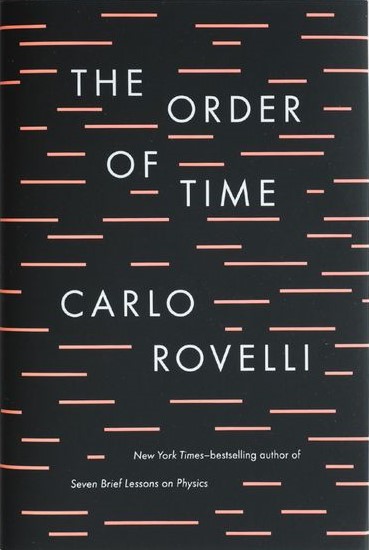 THE
ORDER
OF
TIME
CARLO
ROVELLI
New York Times–bestselling author of
Seven Brief Lessons on Physics